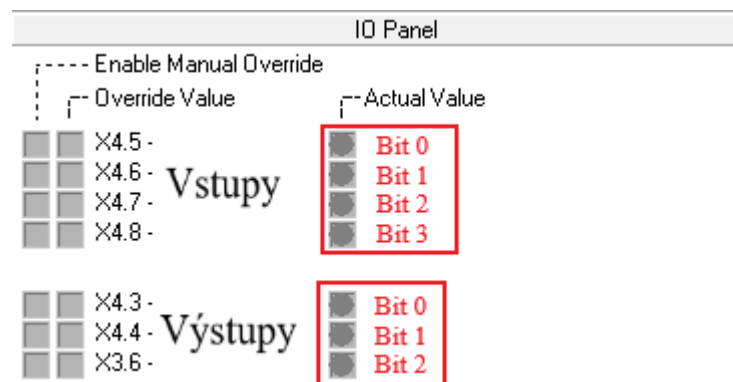 IO Panel
Enable Manual Override
Override Value Actual Value
X4.5 - Bit 0
X4.6 - Bit 1
Vstupy
X4.7 - Bit 2
X4.8 - Bit 3
X4.3 - Bit 0
X4.4 - Výstupy Bit 1
X3.6 - Bit 2